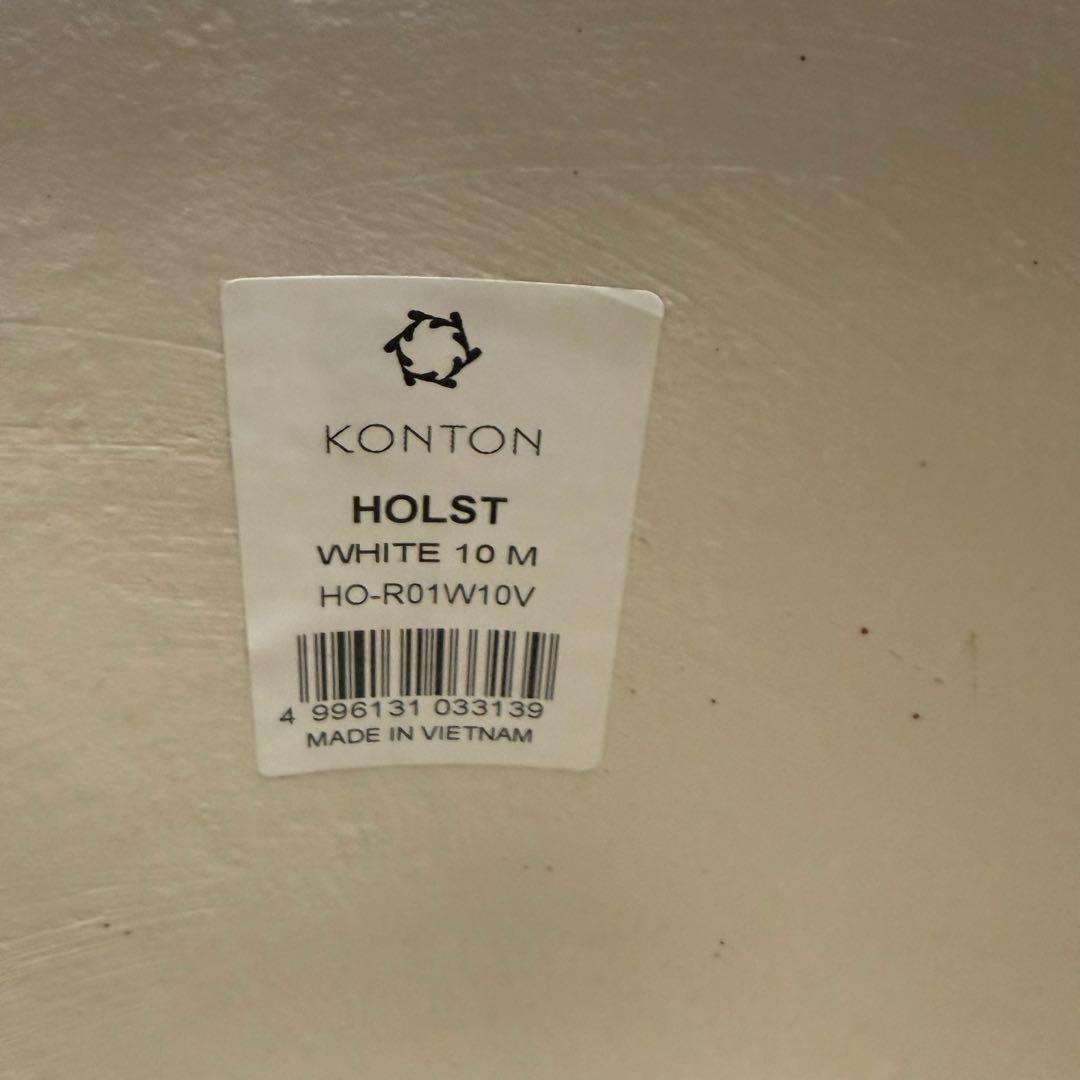 KONTON
HOLST
WHITE 10 M
HO-R01W10V
4 996131 033139
MADE IN VIETNAM